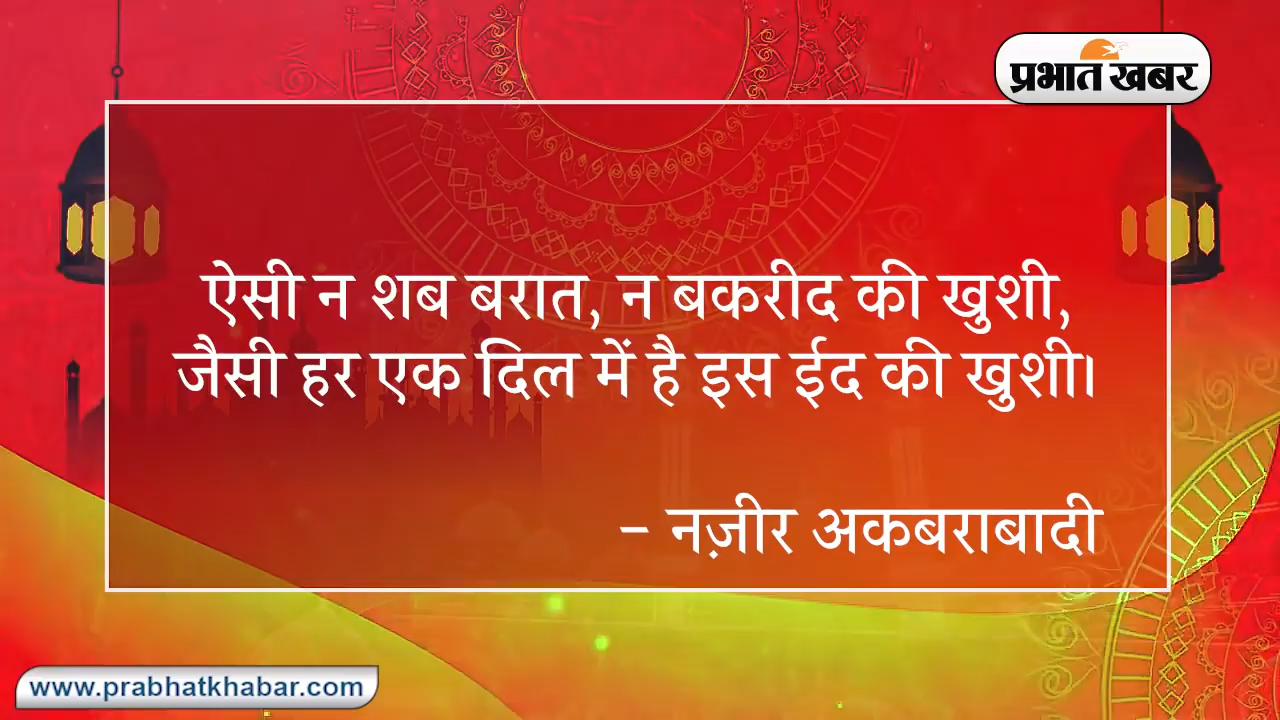 प्रभात खबर
ऐसी न शब बरात, न बकरीद की खुशी,
जैसी हर एक दिल में है इस ईद की खुशी।
– नज़ीर अकबराबादी
www.prabhatkhabar.com